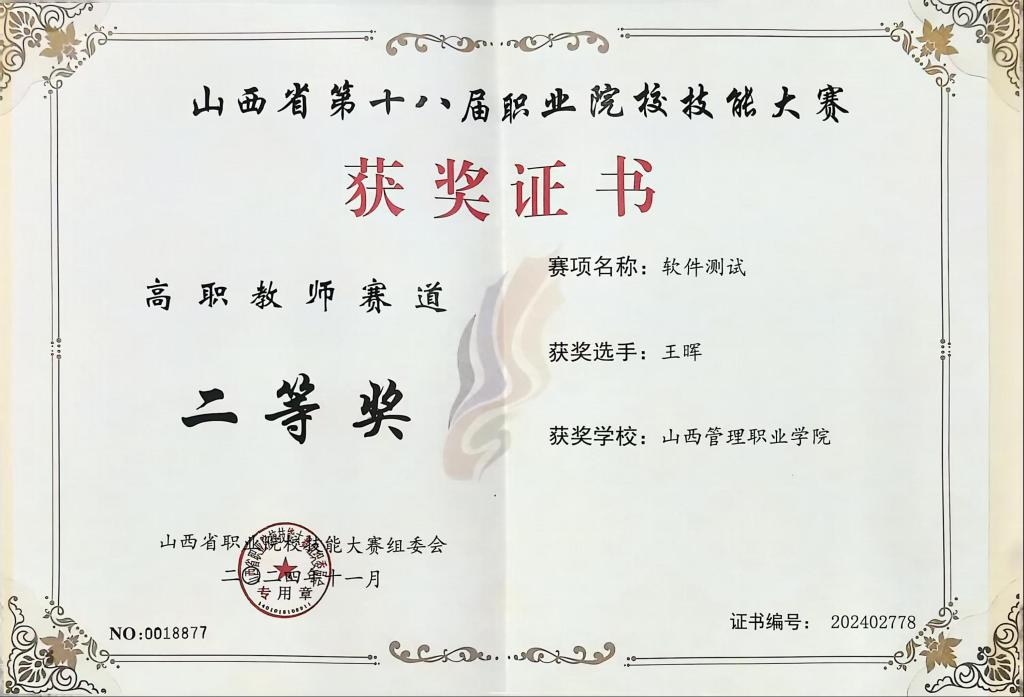 山西省第十八届职业院校技能大赛
获奖证书
高职教师赛道
二等奖
赛项名称：软件测试
获奖选手：王晖
获奖学校：山西管理职业学院
山西省职业院校技能大赛组委会
二〇二四年十一月
专用章
NO:0018877
证书编号： 202402778